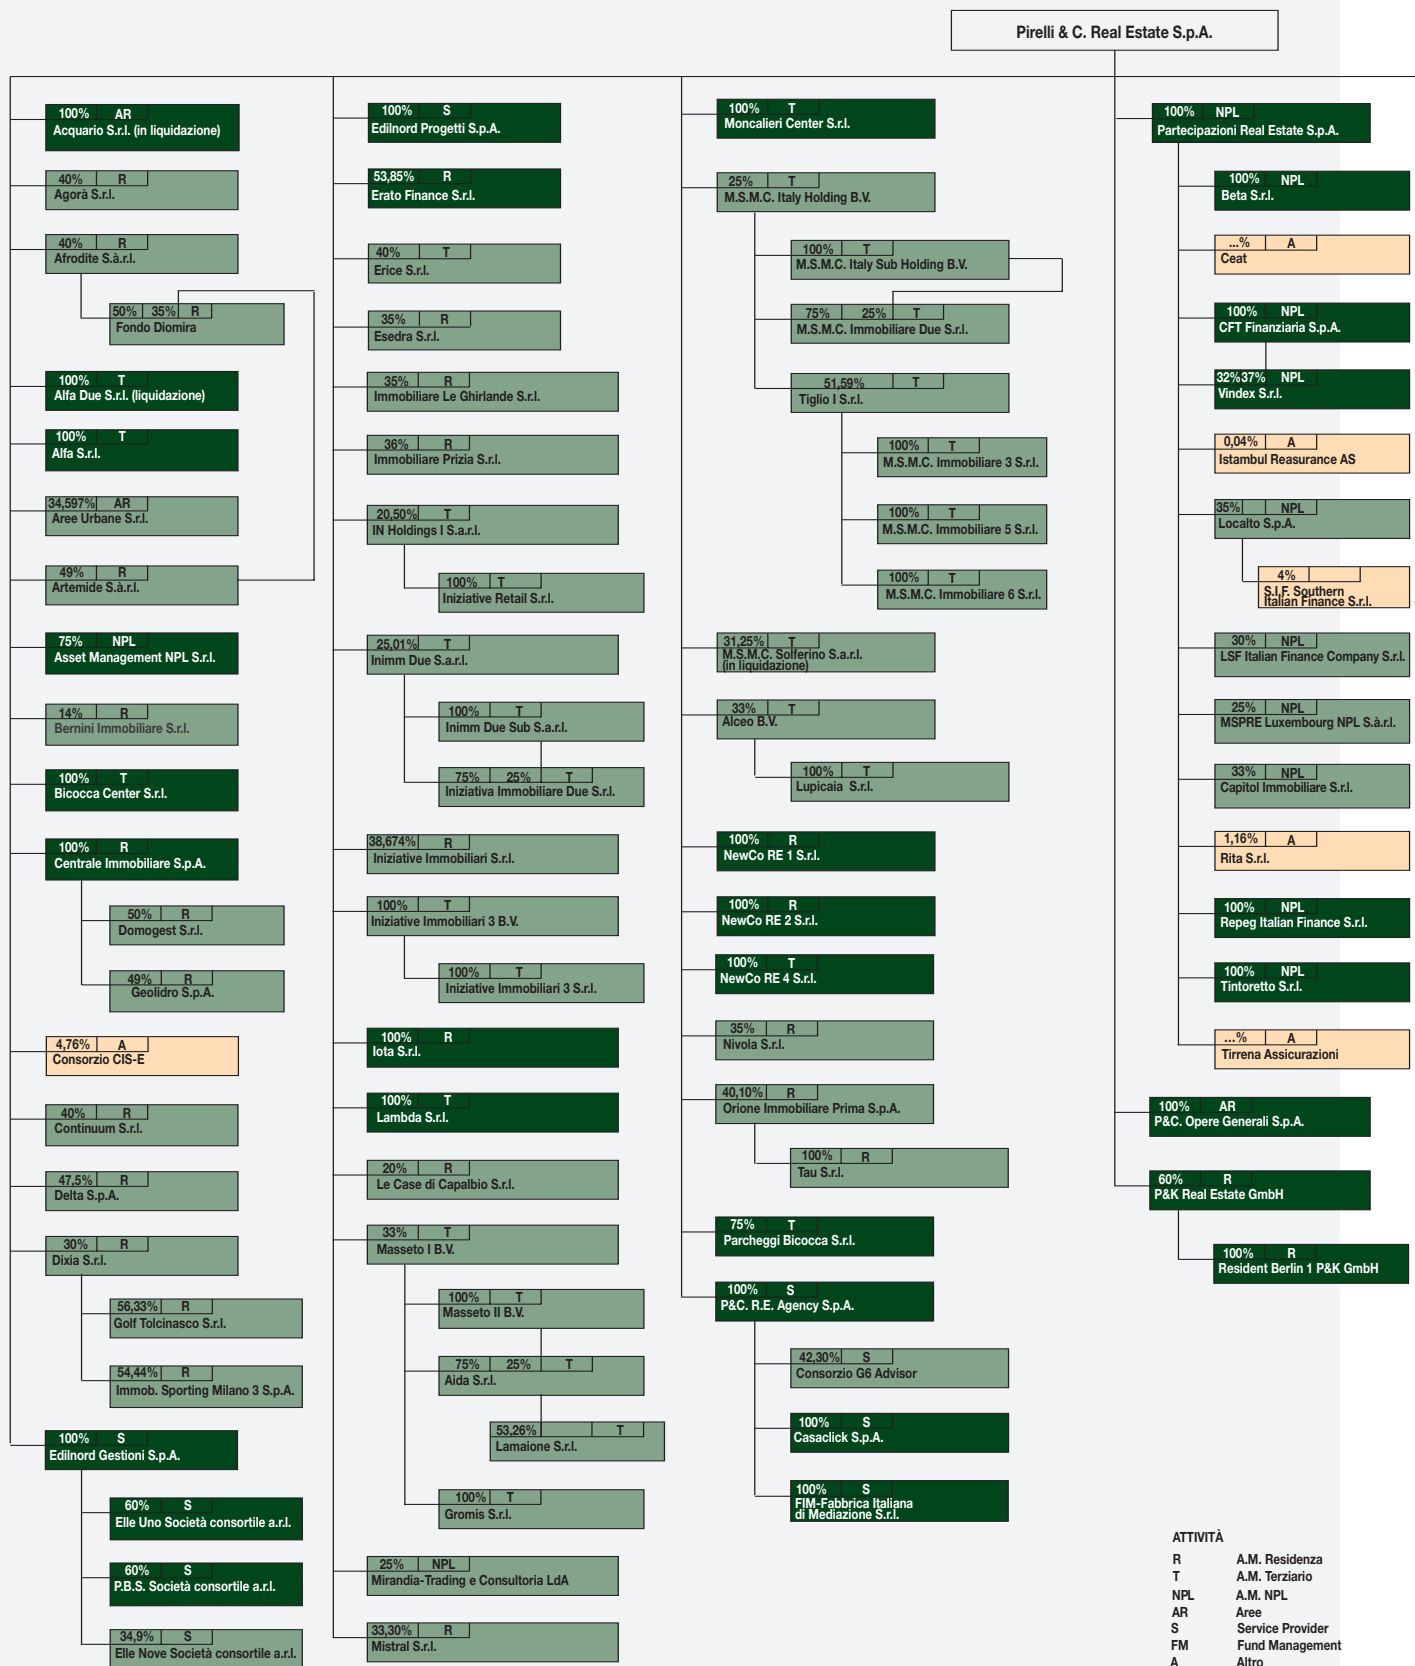 Pirelli & C. Real Estate S.p.A.
100% AR
Acquario S.r.l. (in liquidazione)
40% R
Agorà S.r.l.
40% R
Afrodite S.à.r.l.
50% 35% R
Fondo Diomira
100% T
Alfa Due S.r.l. (liquidazione)
100% T
Alfa S.r.l.
34,597% AR
Aree Urbane S.r.l.
49% R
Artemide S.à.r.l.
75% NPL
Asset Management NPL S.r.l.
14% R
Bernini Immobiliare S.r.l.
100% T
Bicocca Center S.r.l.
100% R
Centrale Immobiliare S.p.A.
50% R
Domogest S.r.l.
49% R
Geolidro S.p.A.
4,76% A
Consorzio CIS-E
40% R
Continuum S.r.l.
47,5% R
Delta S.p.A.
30% R
Dixia S.r.l.
56,33% R
Golf Tolcinasco S.r.l.
54,44% R
Immob. Sporting Milano 3 S.p.A.
100% S
Edilnord Gestioni S.p.A.
60% S
Elle Uno Società consortile a.r.l.
60% S
P.B.S. Società consortile a.r.l.
34,9% S
Elle Nove Società consortile a.r.l.
100% S
Edilnord Progetti S.p.A.
53,85% R
Erato Finance S.r.l.
40% T
Erice S.r.l.
35% R
Esedra S.r.l.
35% R
Immobiliare Le Ghirlande S.r.l.
36% R
Immobiliare Prizia S.r.l.
20,50% T
IN Holdings I S.a.r.l.
100% T
Iniziative Retail S.r.l.
25,01% T
Inimm Due S.a.r.l.
100% T
Inimm Due Sub S.a.r.l.
75% 25% T
Iniziativa Immobiliare Due S.r.l.
38,674% R
Iniziative Immobiliari S.r.l.
100% T
Iniziative Immobiliari 3 B.V.
100% T
Iniziative Immobiliari 3 S.r.l.
100% R
Iota S.r.l.
100% T
Lambda S.r.l.
20% R
Le Case di Capalbio S.r.l.
33% T
Masseto I B.V.
100% T
Masseto II B.V.
75% 25% T
Aida S.r.l.
53,26% T
Lamaione S.r.l.
100% T
Gromis S.r.l.
25% NPL
Mirandia-Trading e Consultoria LdA
33,30% R
Mistral S.r.l.
100% T
Moncalieri Center S.r.l.
25% T
M.S.M.C. Italy Holding B.V.
100% T
M.S.M.C. Italy Sub Holding B.V.
75% 25% T
M.S.M.C. Immobiliare Due S.r.l.
51,59% T
Tiglio I S.r.l.
100% T
M.S.M.C. Immobiliare 3 S.r.l.
100% T
M.S.M.C. Immobiliare 5 S.r.l.
100% T
M.S.M.C. Immobiliare 6 S.r.l.
31,25% T
M.S.M.C. Solferino S.a.r.l.
(in liquidazione)
33% T
Alceo B.V.
100% T
Lupicaia S.r.l.
100% R
NewCo RE 1 S.r.l.
100% R
NewCo RE 2 S.r.l.
100% T
NewCo RE 4 S.r.l.
35% R
Nivola S.r.l.
40,10% R
Orione Immobiliare Prima S.p.A.
100% R
Tau S.r.l.
75% T
Parcheggi Bicocca S.r.l.
100% S
P&C. R.E. Agency S.p.A.
42,30% S
Consorzio G6 Advisor
100% S
Casaclick S.p.A.
100% S
FIM-Fabbrica Italiana
di Mediazione S.r.l.
100% NPL
Partecipazioni Real Estate S.p.A.
100% NPL
Beta S.r.l.
...% A
Ceat
100% NPL
CFT Finanziaria S.p.A.
32%37% NPL
Vindex S.r.l.
0,04% A
Istambul Reasurance AS
35% NPL
Localto S.p.A.
4%
S.I.F. Southern
Italian Finance S.r.l.
30% NPL
LSF Italian Finance Company S.r.l.
25% NPL
MSPRE Luxembourg NPL S.à.r.l.
33% NPL
Capitol Immobiliare S.r.l.
1,16% A
Rita S.r.l.
100% NPL
Repeg Italian Finance S.r.l.
100% NPL
Tintoretto S.r.l.
...% A
Tirrena Assicurazioni
100% AR
P&C. Opere Generali S.p.A.
60% R
P&K Real Estate GmbH
100% R
Resident Berlin 1 P&K GmbH
ATTIVITÀ
R A.M. Residenza
T A.M. Terziario
NPL A.M. NPL
AR Aree
S Service Provider
FM Fund Management
A Altro